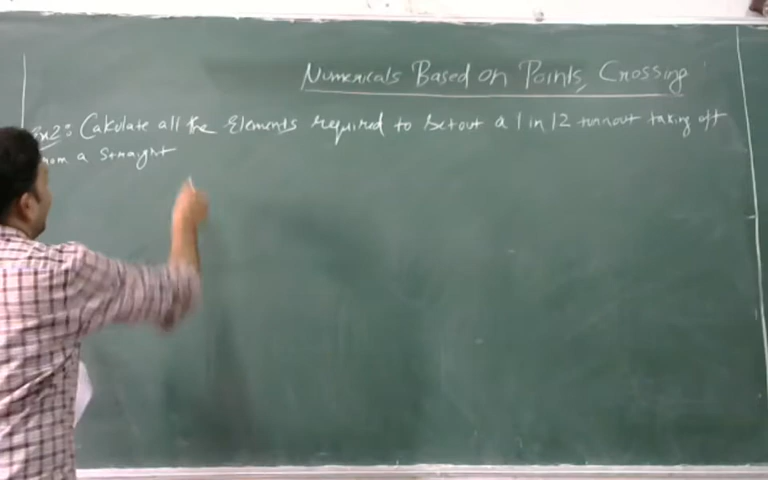 Numericals Based on Points, Crossing
Ex2: Calculate all the Elements required to setout a 1 in 12 turnout taking off
from a straight